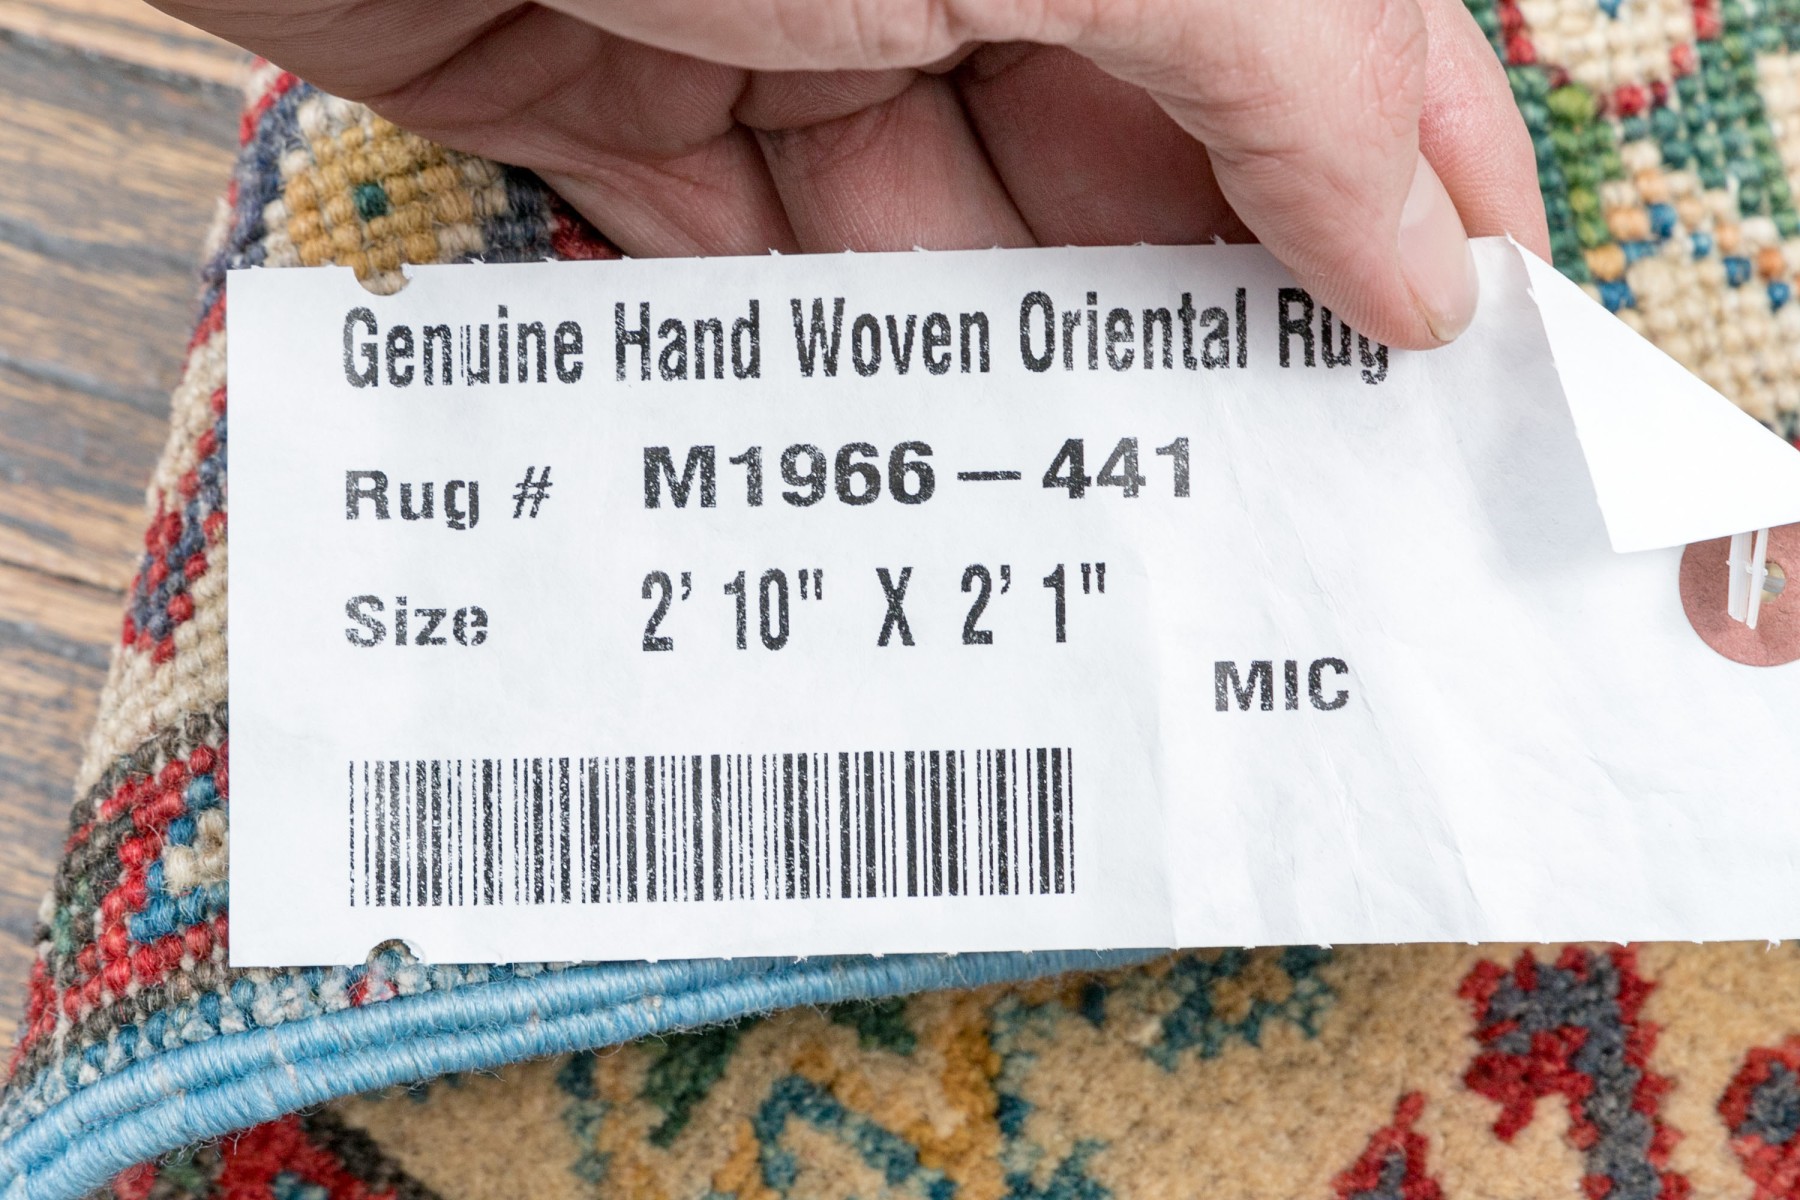 Genuine Hand Woven Oriental Rug
Rug # M1966-441
Size 2' 10" X 2' 1"
MIC